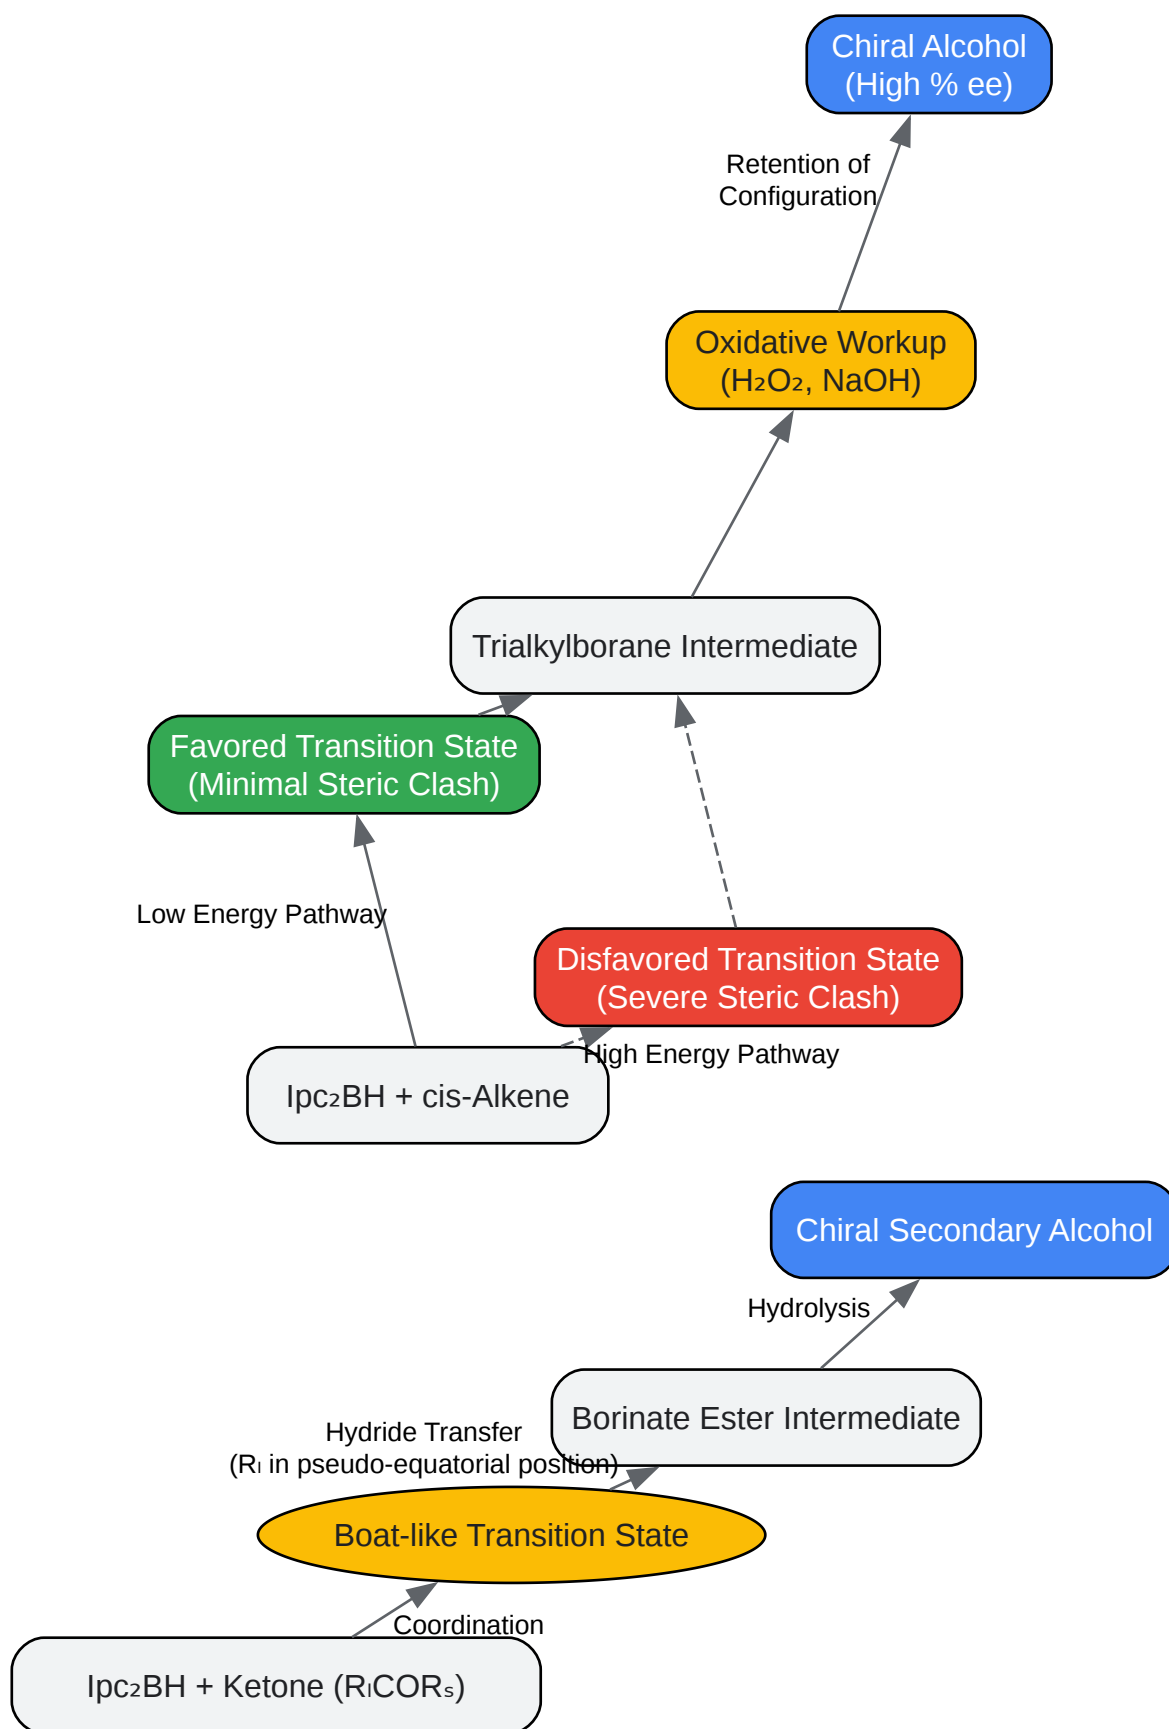 Chiral Alcohol
(High % ee)
Retention of
Configuration
Oxidative Workup
(H₂O₂, NaOH)
Trialkylborane Intermediate
Favored Transition State
(Minimal Steric Clash)
Low Energy Pathway
Disfavored Transition State
(Severe Steric Clash)
High Energy Pathway
Ipc₂BH + cis-Alkene
Chiral Secondary Alcohol
Hydrolysis
Borinate Ester Intermediate
Hydride Transfer
(Rₗ in pseudo-equatorial position)
Boat-like Transition State
Coordination
Ipc₂BH + Ketone (RₗCORₛ)